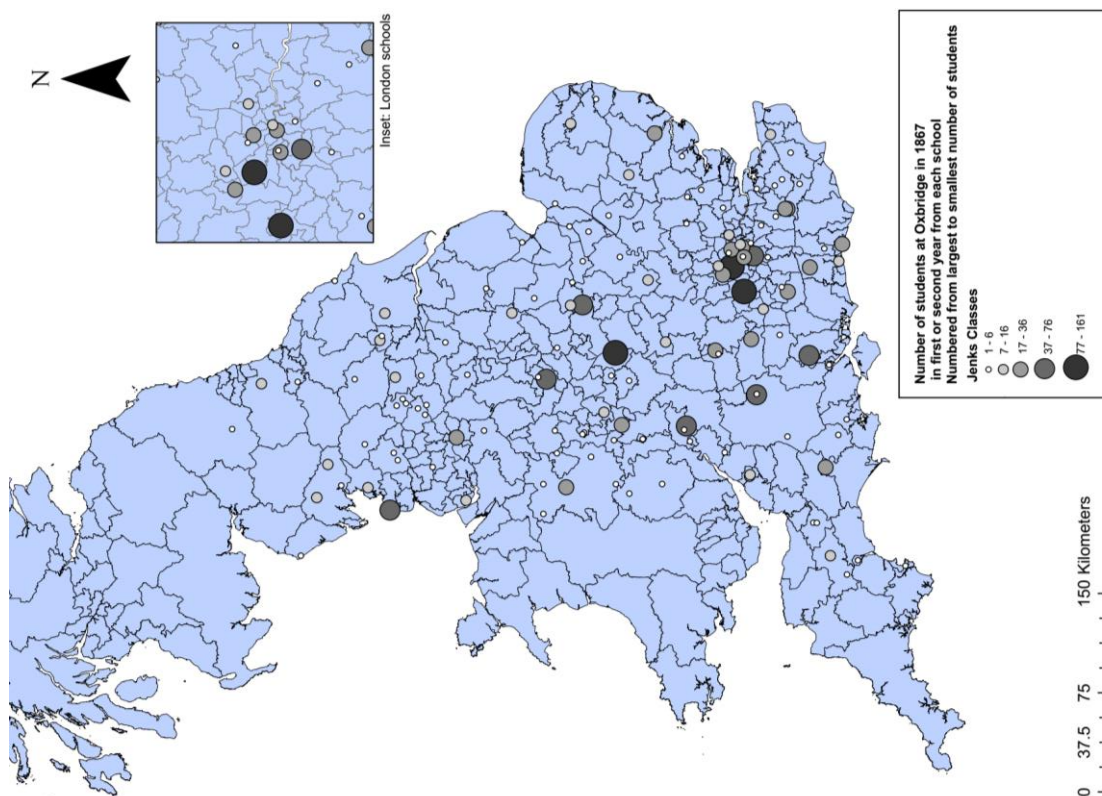 N
Inset: London schools
Number of students at Oxbridge in 1867
in first or second year from each school
Numbered from largest to smallest number of students
Jenks Classes
1 - 6
7 - 16
17 - 36
37 - 76
77 - 161
0 37.5 75 150 Kilometers